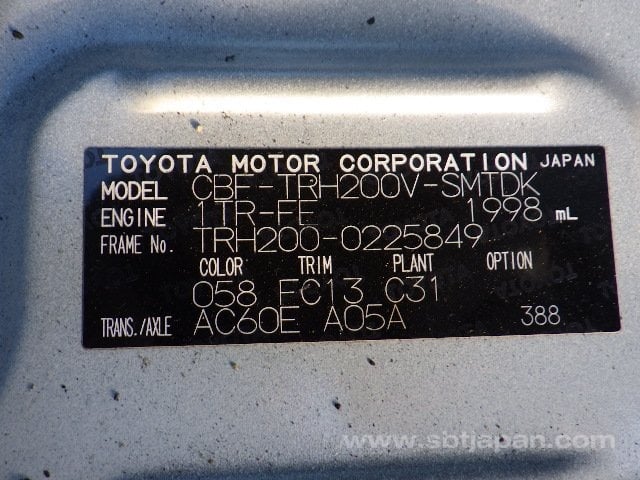 TOYOTA MOTOR CORPORATION JAPAN
MODEL CBF-TRH200V-SMTDK
ENGINE 1TR-FE 1998 mL
FRAME No. TRH200-0225849
COLOR TRIM PLANT OPTION
058 FC13 C31
TRANS./AXLE AC60E A05A 388
www.sbtjapan.com